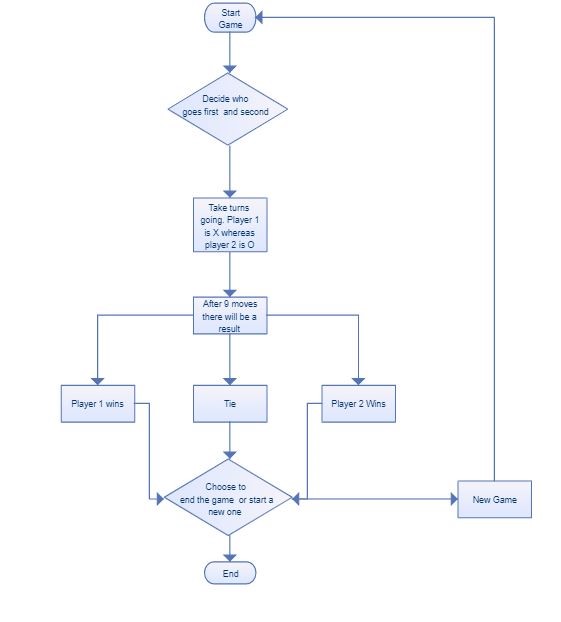 Start
Game
Decide who
goes first and second
Take turns
going. Player 1
is X whereas
player 2 is O
After 9 moves
there will be a
result
Player 1 wins
Tie
Player 2 Wins
Choose to
end the game or start a
new one
New Game
End